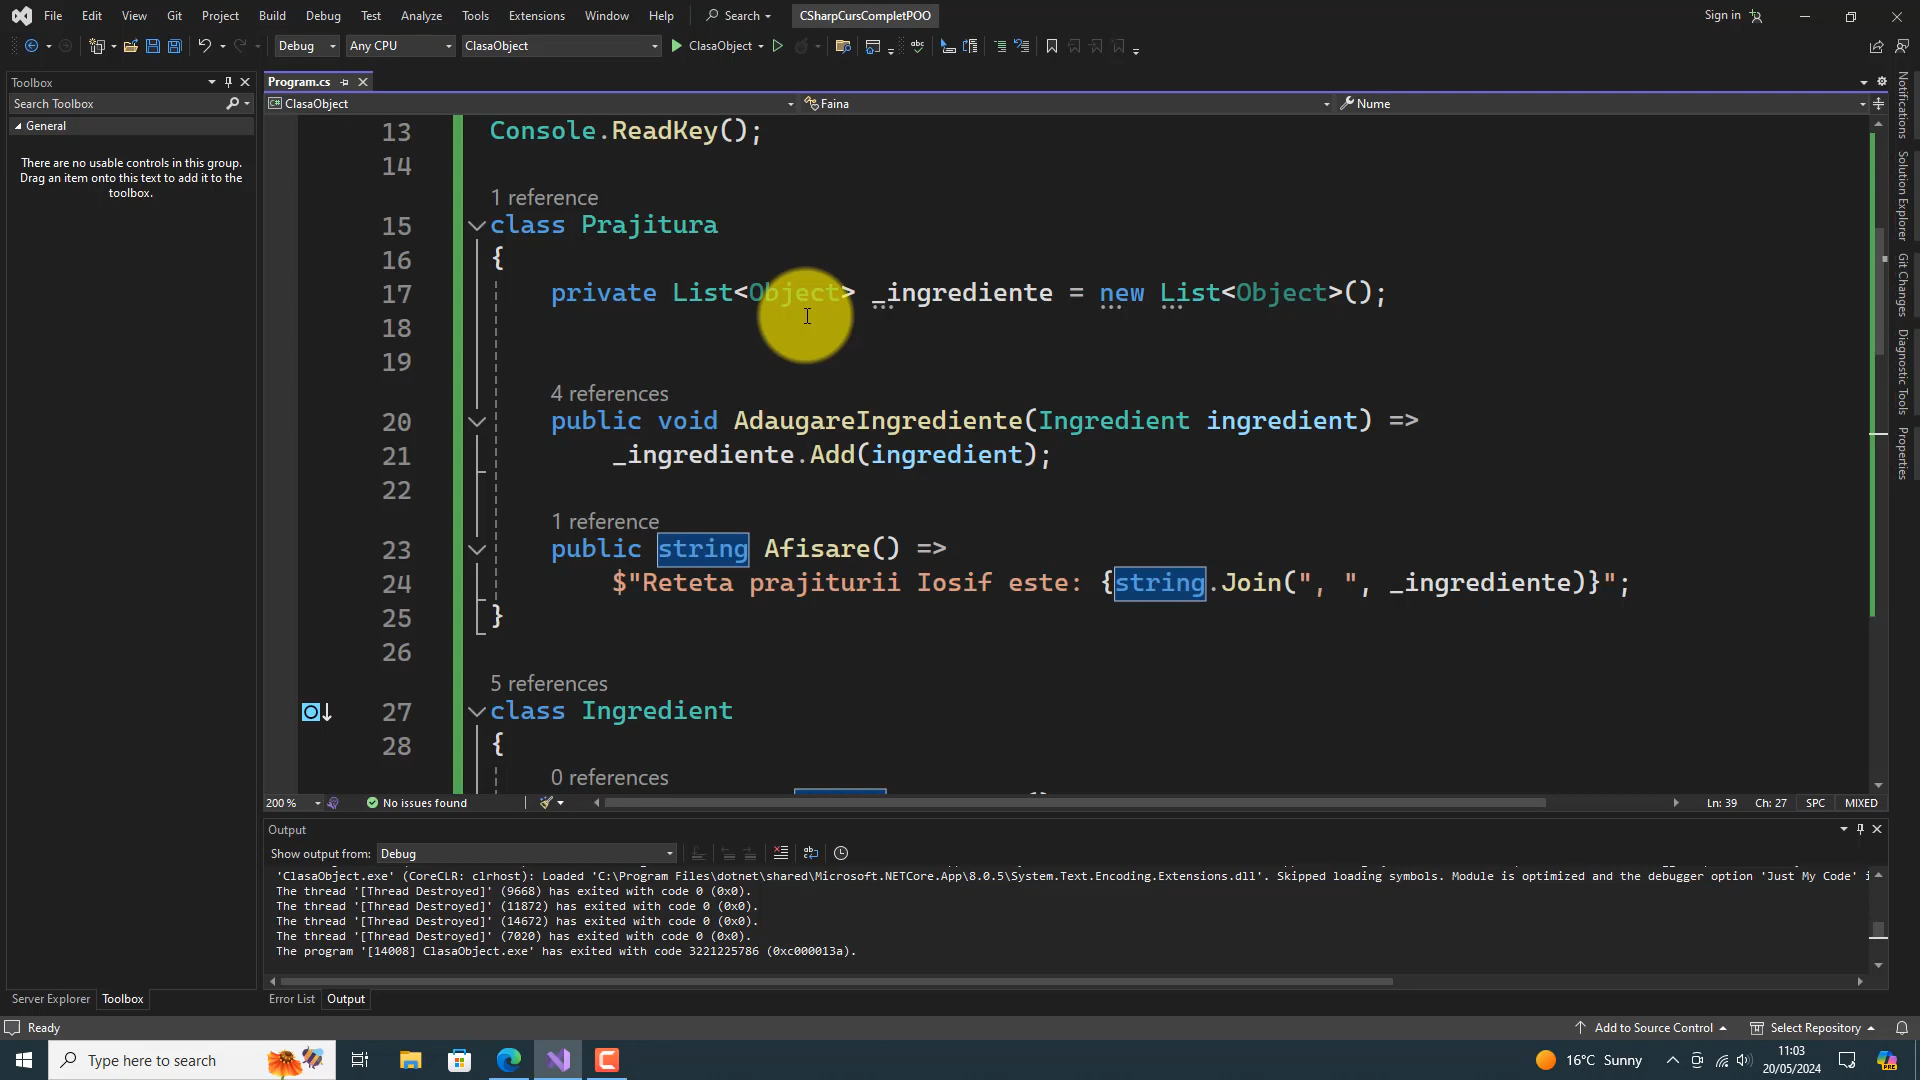 File Edit View Git Project Build Debug Test Analyze Tools Extensions Window Help Search CSharpCursCompletPOO Sign in
Debug Any CPU ClasaObject ClasaObject
Toolbox
Search Toolbox
General
There are no usable controls in this group. Drag an item onto this text to add it to the toolbox.
Program.cs
ClasaObject Faina Nume
13 Console.ReadKey();
14
1 reference
15 class Prajitura
16 {
17 private List<Object> _ingrediente = new List<Object>();
18
19
4 references
20 public void AdaugareIngrediente(Ingredient ingredient) =>
21 _ingrediente.Add(ingredient);
22
1 reference
23 public string Afisare() =>
24 $"Reteta prajiturii Iosif este: {string.Join(", ", _ingrediente)}";
25 }
26
5 references
27 class Ingredient
28 {
0 references
200 % No issues found Ln: 39 Ch: 27 SPC MIXED
Output
Show output from: Debug
'ClasaObject.exe' (CoreCLR: clrhost): Loaded 'C:\Program Files\dotnet\shared\Microsoft.NETCore.App\8.0.5\System.Text.Encoding.Extensions.dll'. Skipped loading symbols. Module is optimized and the debugger option 'Just My Code' i
The thread '[Thread Destroyed]' (9668) has exited with code 0 (0x0).
The thread '[Thread Destroyed]' (11872) has exited with code 0 (0x0).
The thread '[Thread Destroyed]' (14672) has exited with code 0 (0x0).
The thread '[Thread Destroyed]' (7020) has exited with code 0 (0x0).
The program '[14008] ClasaObject.exe' has exited with code 3221225786 (0xc000013a).
Server Explorer Toolbox Error List Output
Notifications
Solution Explorer
Git Changes
Diagnostic Tools
Properties
Ready Add to Source Control Select Repository
Type here to search 16°C Sunny 11:03
20/05/2024